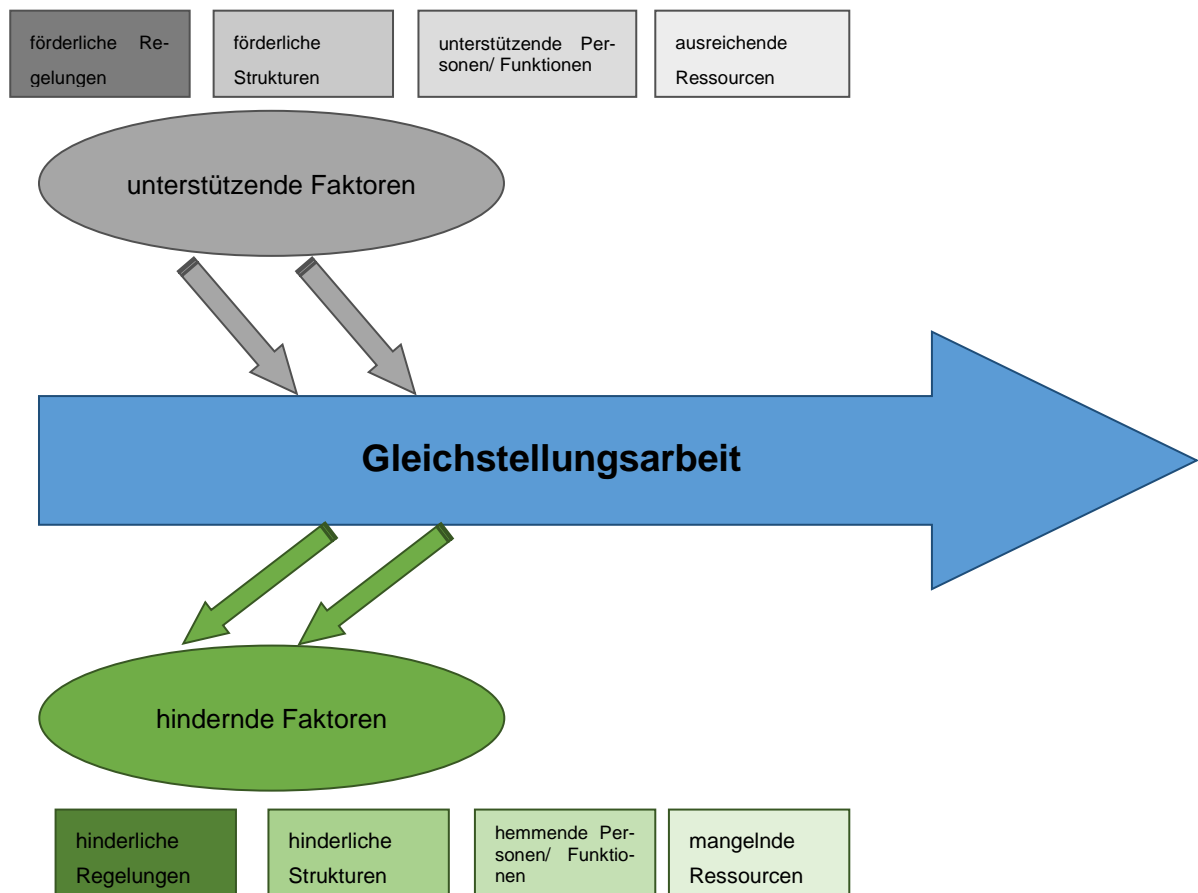 förderliche Re-
gelungen
förderliche
Strukturen
unterstützende Per-
sonen/ Funktionen
ausreichende
Ressourcen
unterstützende Faktoren
Gleichstellungsarbeit
hindernde Faktoren
hinderliche
Regelungen
hinderliche
Strukturen
hemmende Per-
sonen/ Funktio-
nen
mangelnde
Ressourcen